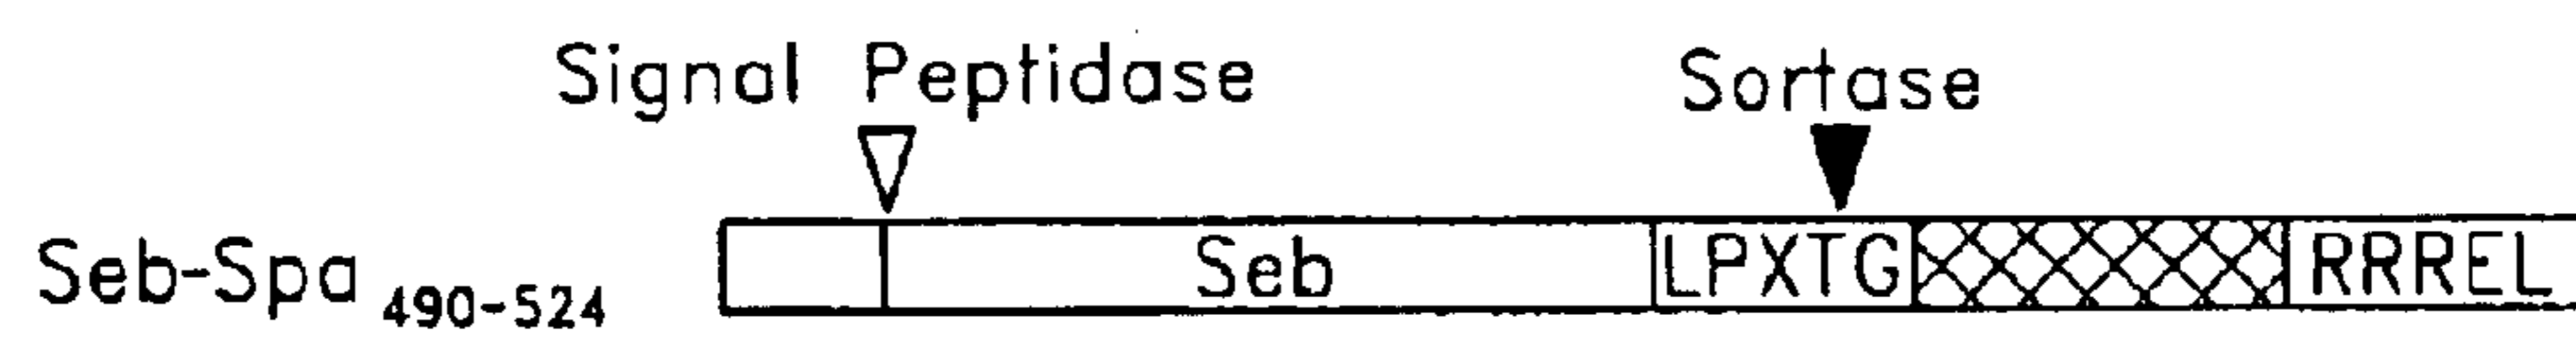 Signal Peptidase Sortase
Seb-Spa 490-524 Seb LPXTG RRREL